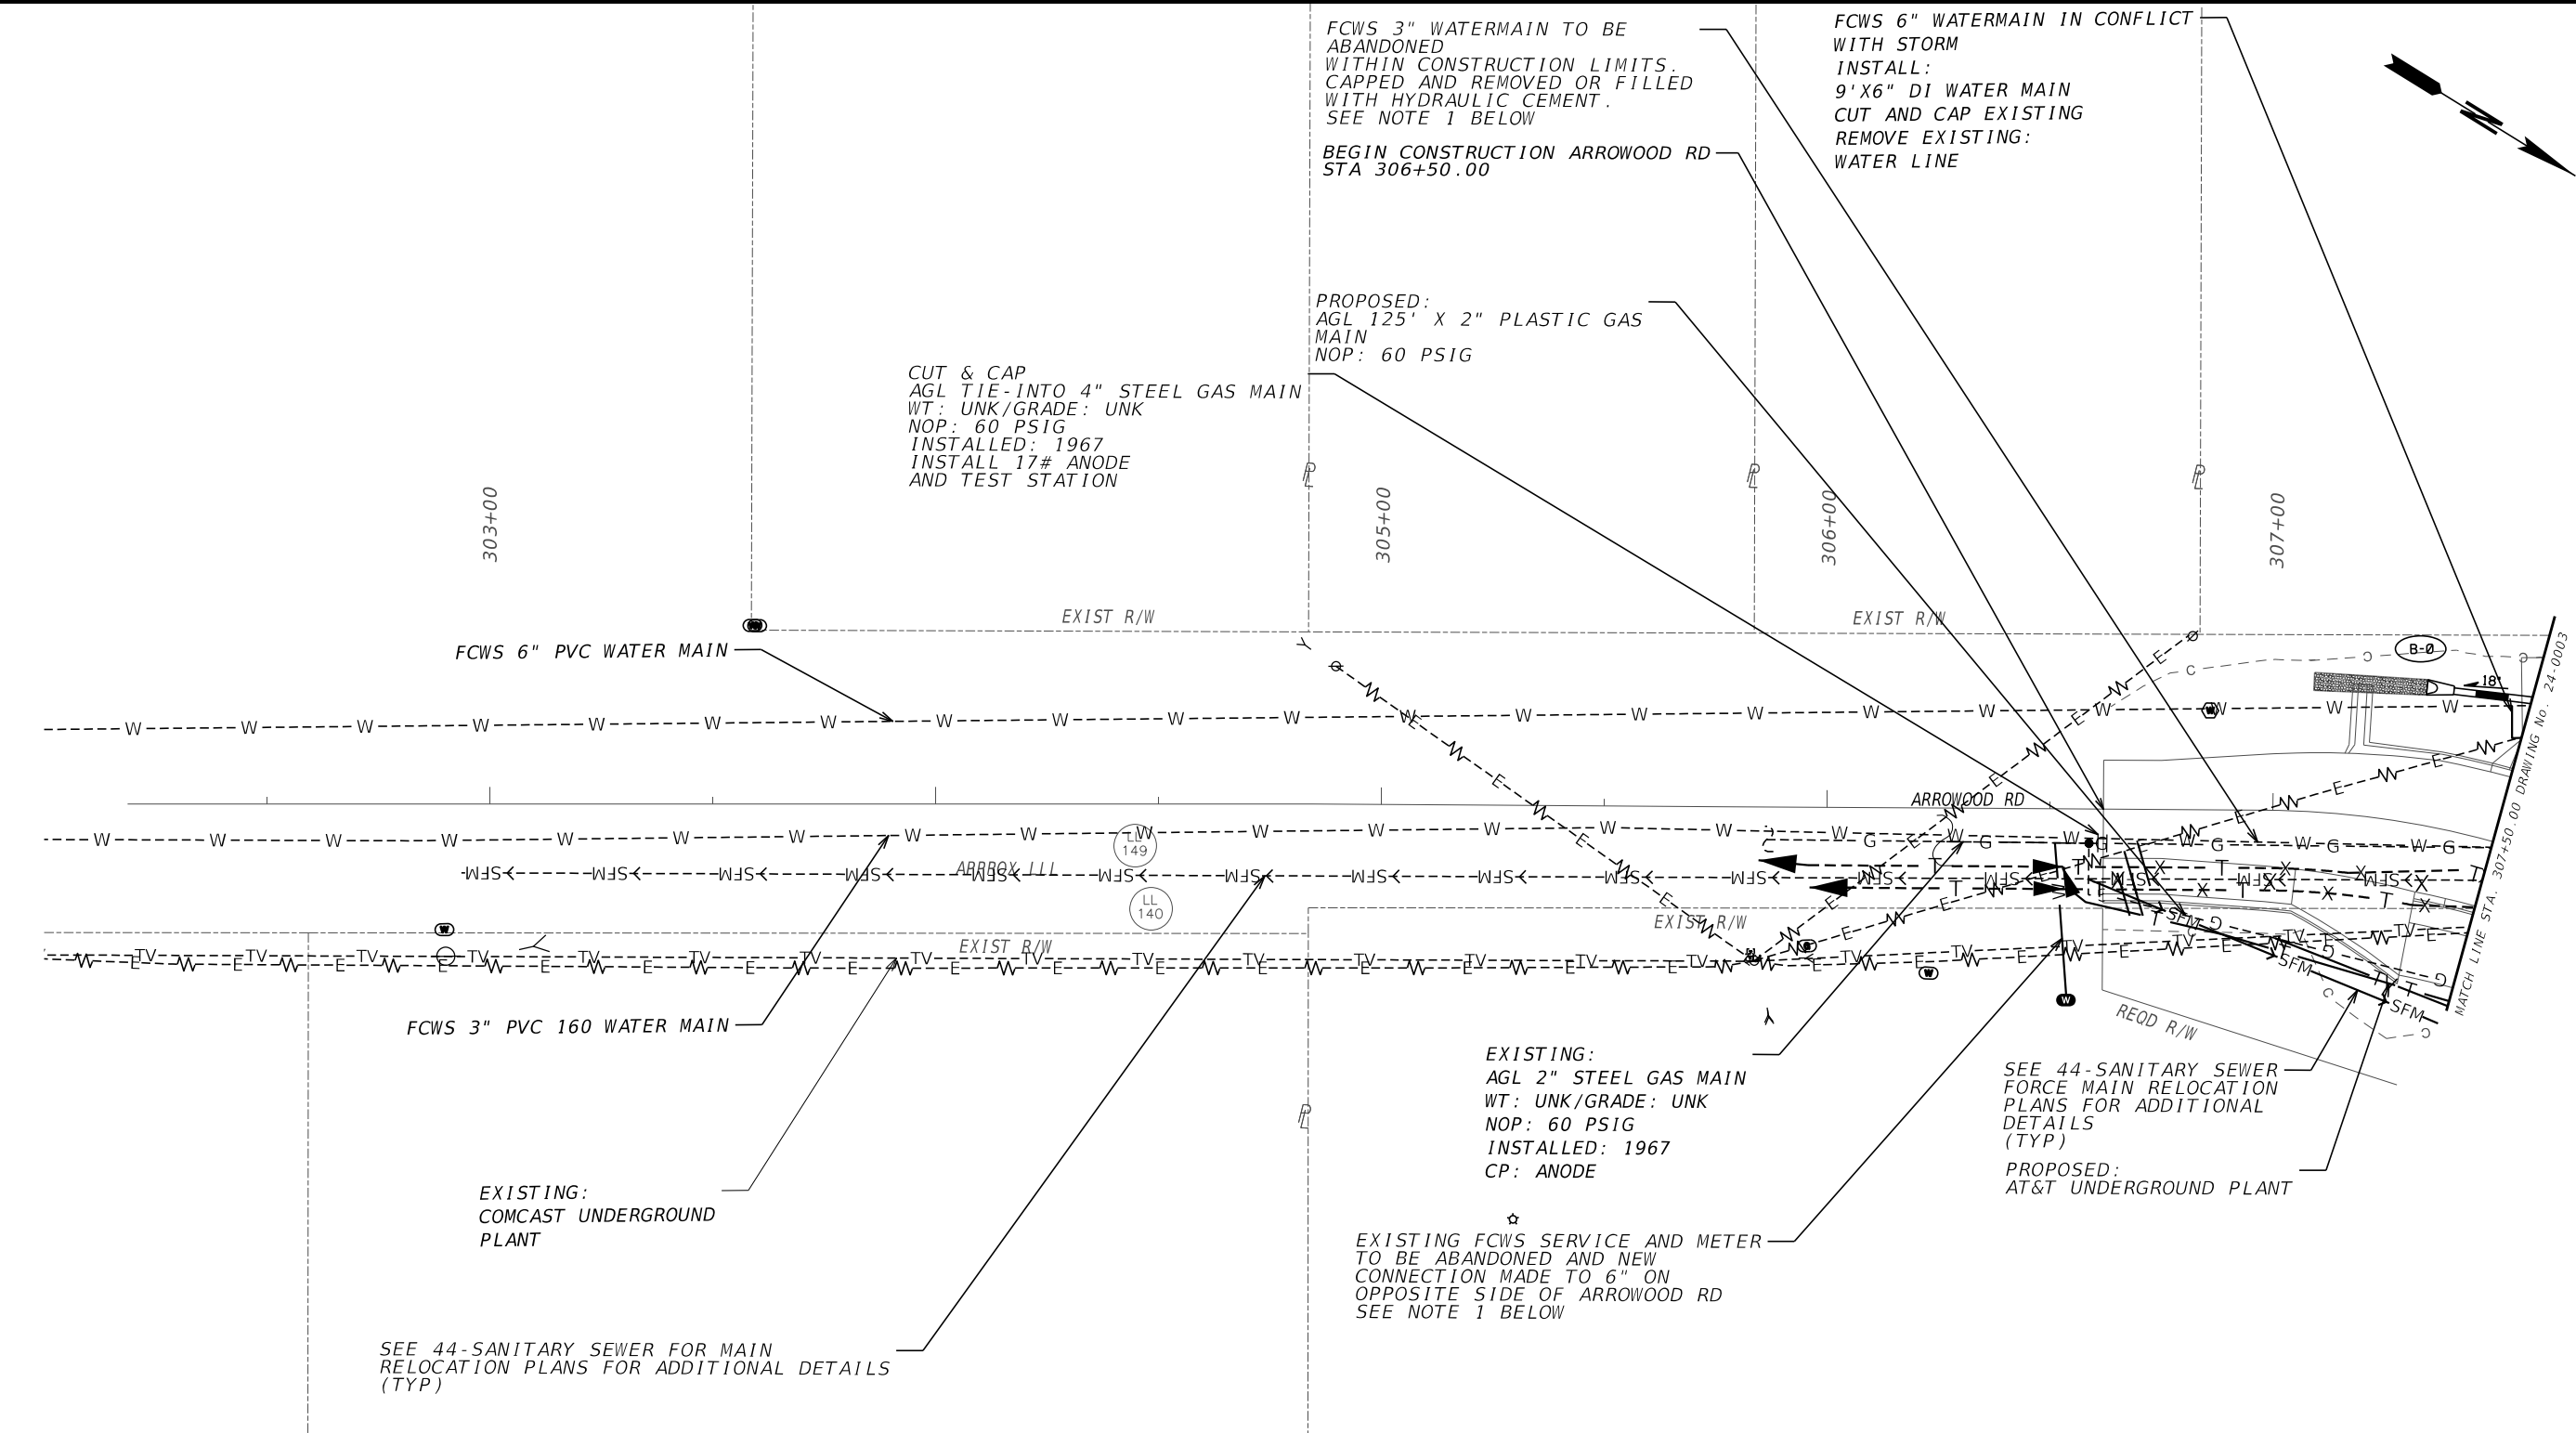 FCWS 3" WATERMAIN TO BE
ABANDONED
WITHIN CONSTRUCTION LIMITS.
CAPPED AND REMOVED OR FILLED
WITH HYDRAULIC CEMENT.
SEE NOTE 1 BELOW
BEGIN CONSTRUCTION ARROWOOD RD
STA 306+50.00
FCWS 6" WATERMAIN IN CONFLICT
WITH STORM
INSTALL:
9'X6" DI WATER MAIN
CUT AND CAP EXISTING
REMOVE EXISTING:
WATER LINE
N
PROPOSED:
AGL 125' X 2" PLASTIC GAS
MAIN
NOP: 60 PSIG
CUT & CAP
AGL TIE-INTO 4" STEEL GAS MAIN
WT: UNK/GRADE: UNK
NOP: 60 PSIG
INSTALLED: 1967
INSTALL 17# ANODE
AND TEST STATION
303+00
305+00
306+00
307+00
EXIST R/W
EXIST R/W
FCWS 6" PVC WATER MAIN
B-0
18"
ARROWOOD RD
LL
149
APPROX LLL
LL
140
EXIST R/W
EXIST R/W
REQD R/W
MATCH LINE STA. 307+50.00 DRAWING No. 24-0003
FCWS 3" PVC 160 WATER MAIN
EXISTING:
AGL 2" STEEL GAS MAIN
WT: UNK/GRADE: UNK
NOP: 60 PSIG
INSTALLED: 1967
CP: ANODE
SEE 44-SANITARY SEWER
FORCE MAIN RELOCATION
PLANS FOR ADDITIONAL
DETAILS
(TYP)
PROPOSED:
AT&T UNDERGROUND PLANT
EXISTING:
COMCAST UNDERGROUND
PLANT
EXISTING FCWS SERVICE AND METER
TO BE ABANDONED AND NEW
CONNECTION MADE TO 6" ON
OPPOSITE SIDE OF ARROWOOD RD
SEE NOTE 1 BELOW
SEE 44-SANITARY SEWER FOR MAIN
RELOCATION PLANS FOR ADDITIONAL DETAILS
(TYP)